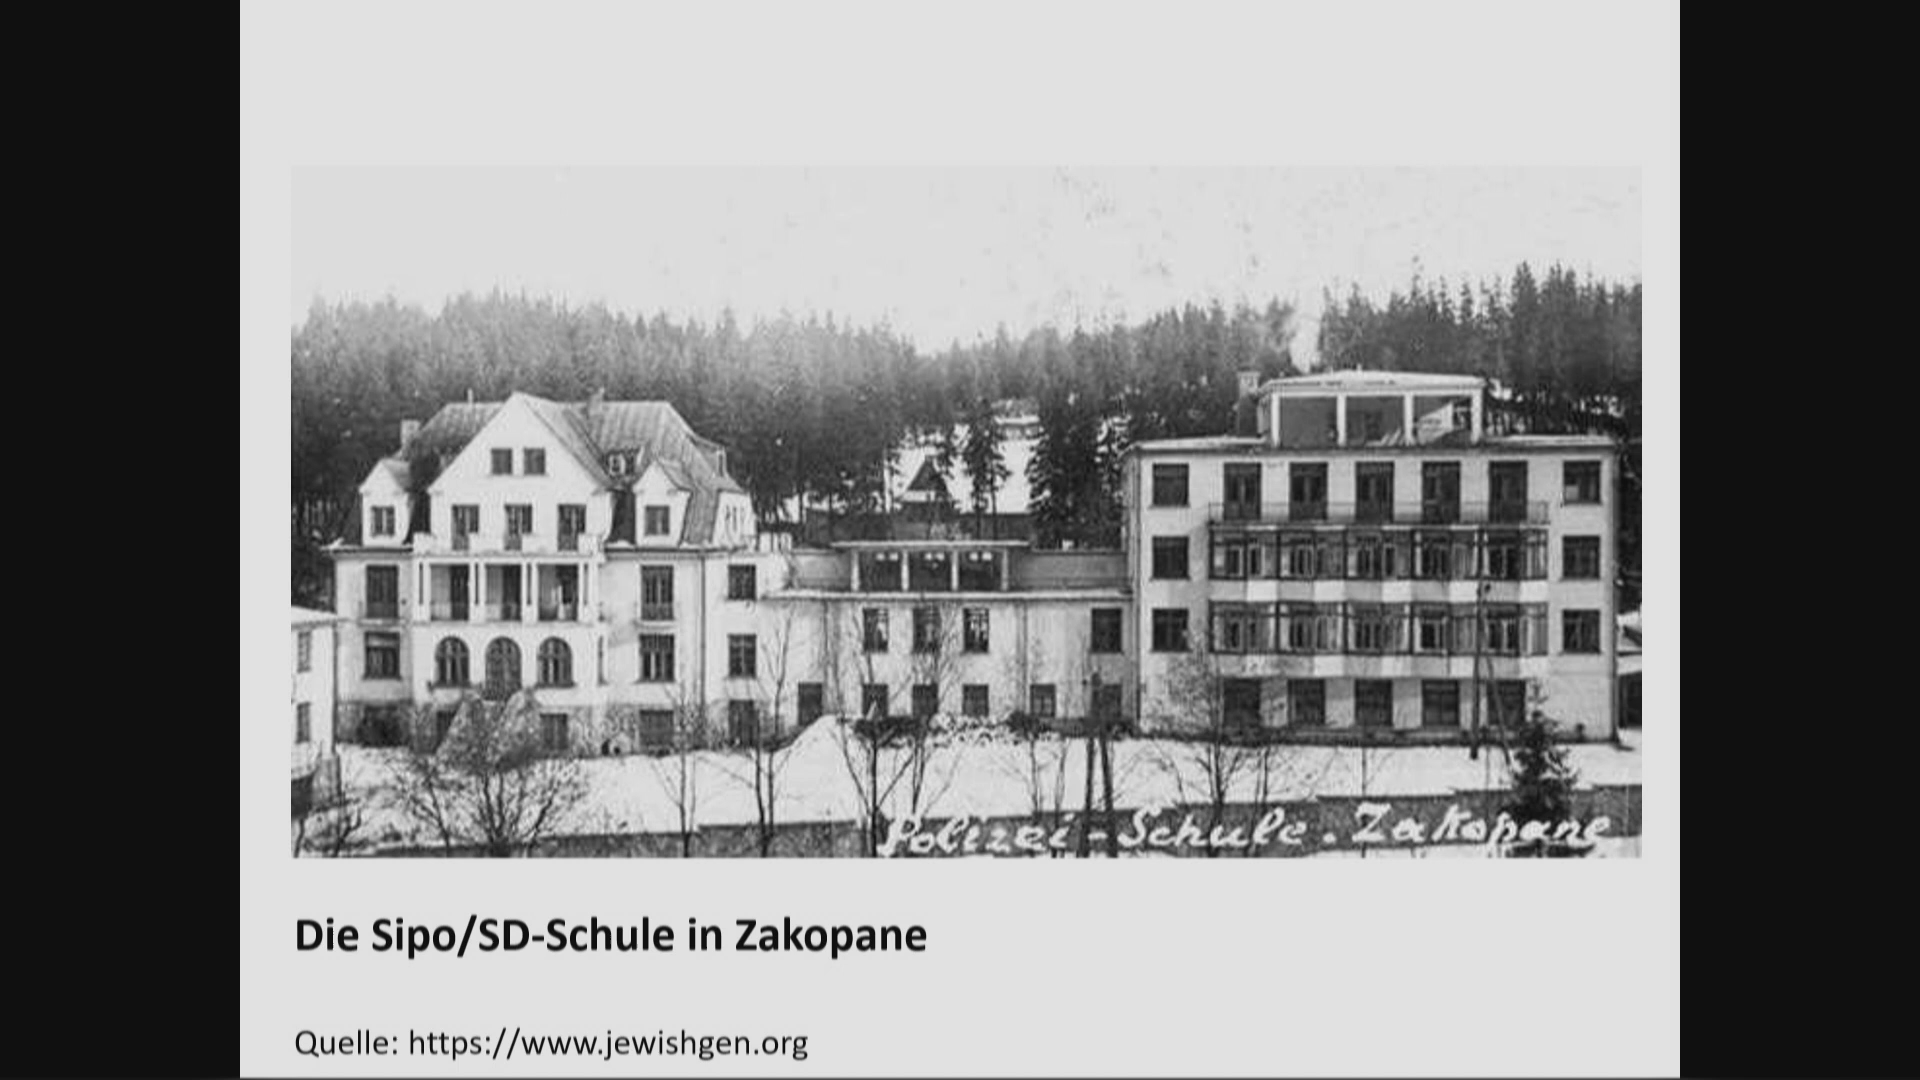 Polizei-Schule. Zakopane
Die Sipo/SD-Schule in Zakopane
Quelle: https://www.jewishgen.org